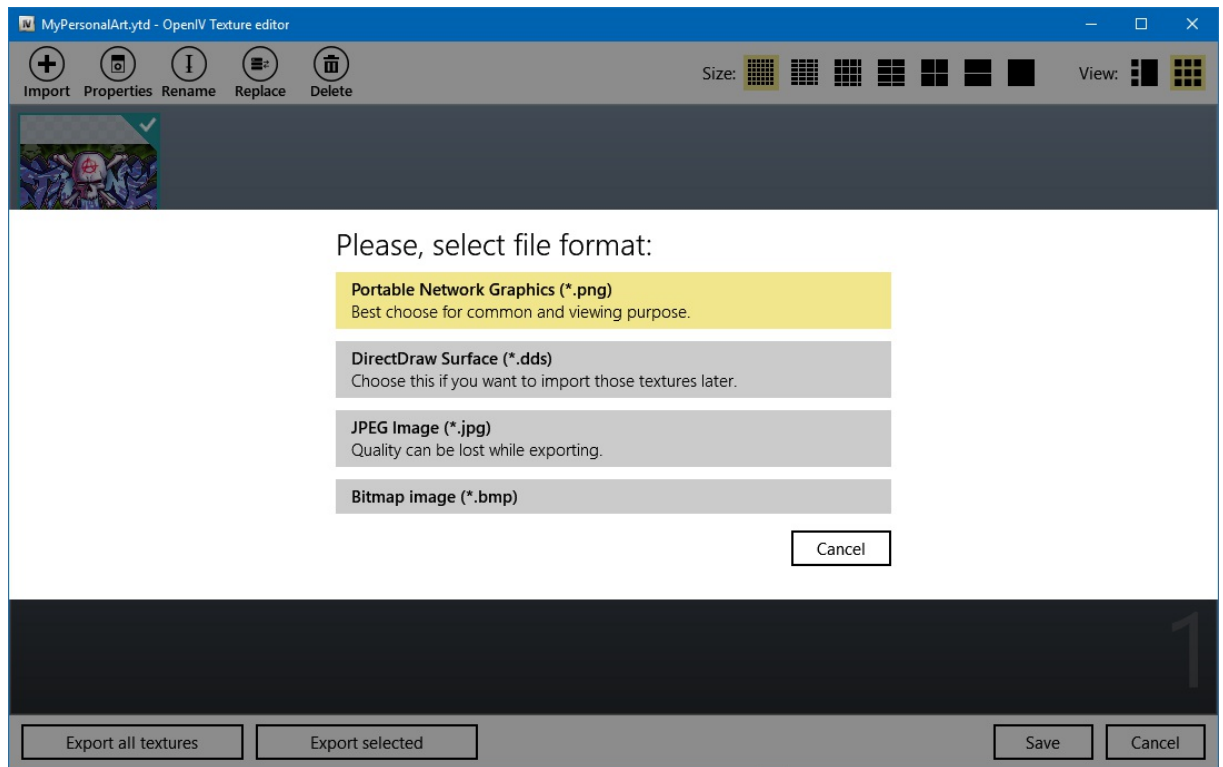 MyPersonalArt.ytd - OpenIV Texture editor
Import Properties Rename Replace Delete
Size:
View:
Please, select file format:
Portable Network Graphics (*.png)
Best choose for common and viewing purpose.
DirectDraw Surface (*.dds)
Choose this if you want to import those textures later.
JPEG Image (*.jpg)
Quality can be lost while exporting.
Bitmap image (*.bmp)
Cancel
1
Export all textures
Export selected
Save
Cancel